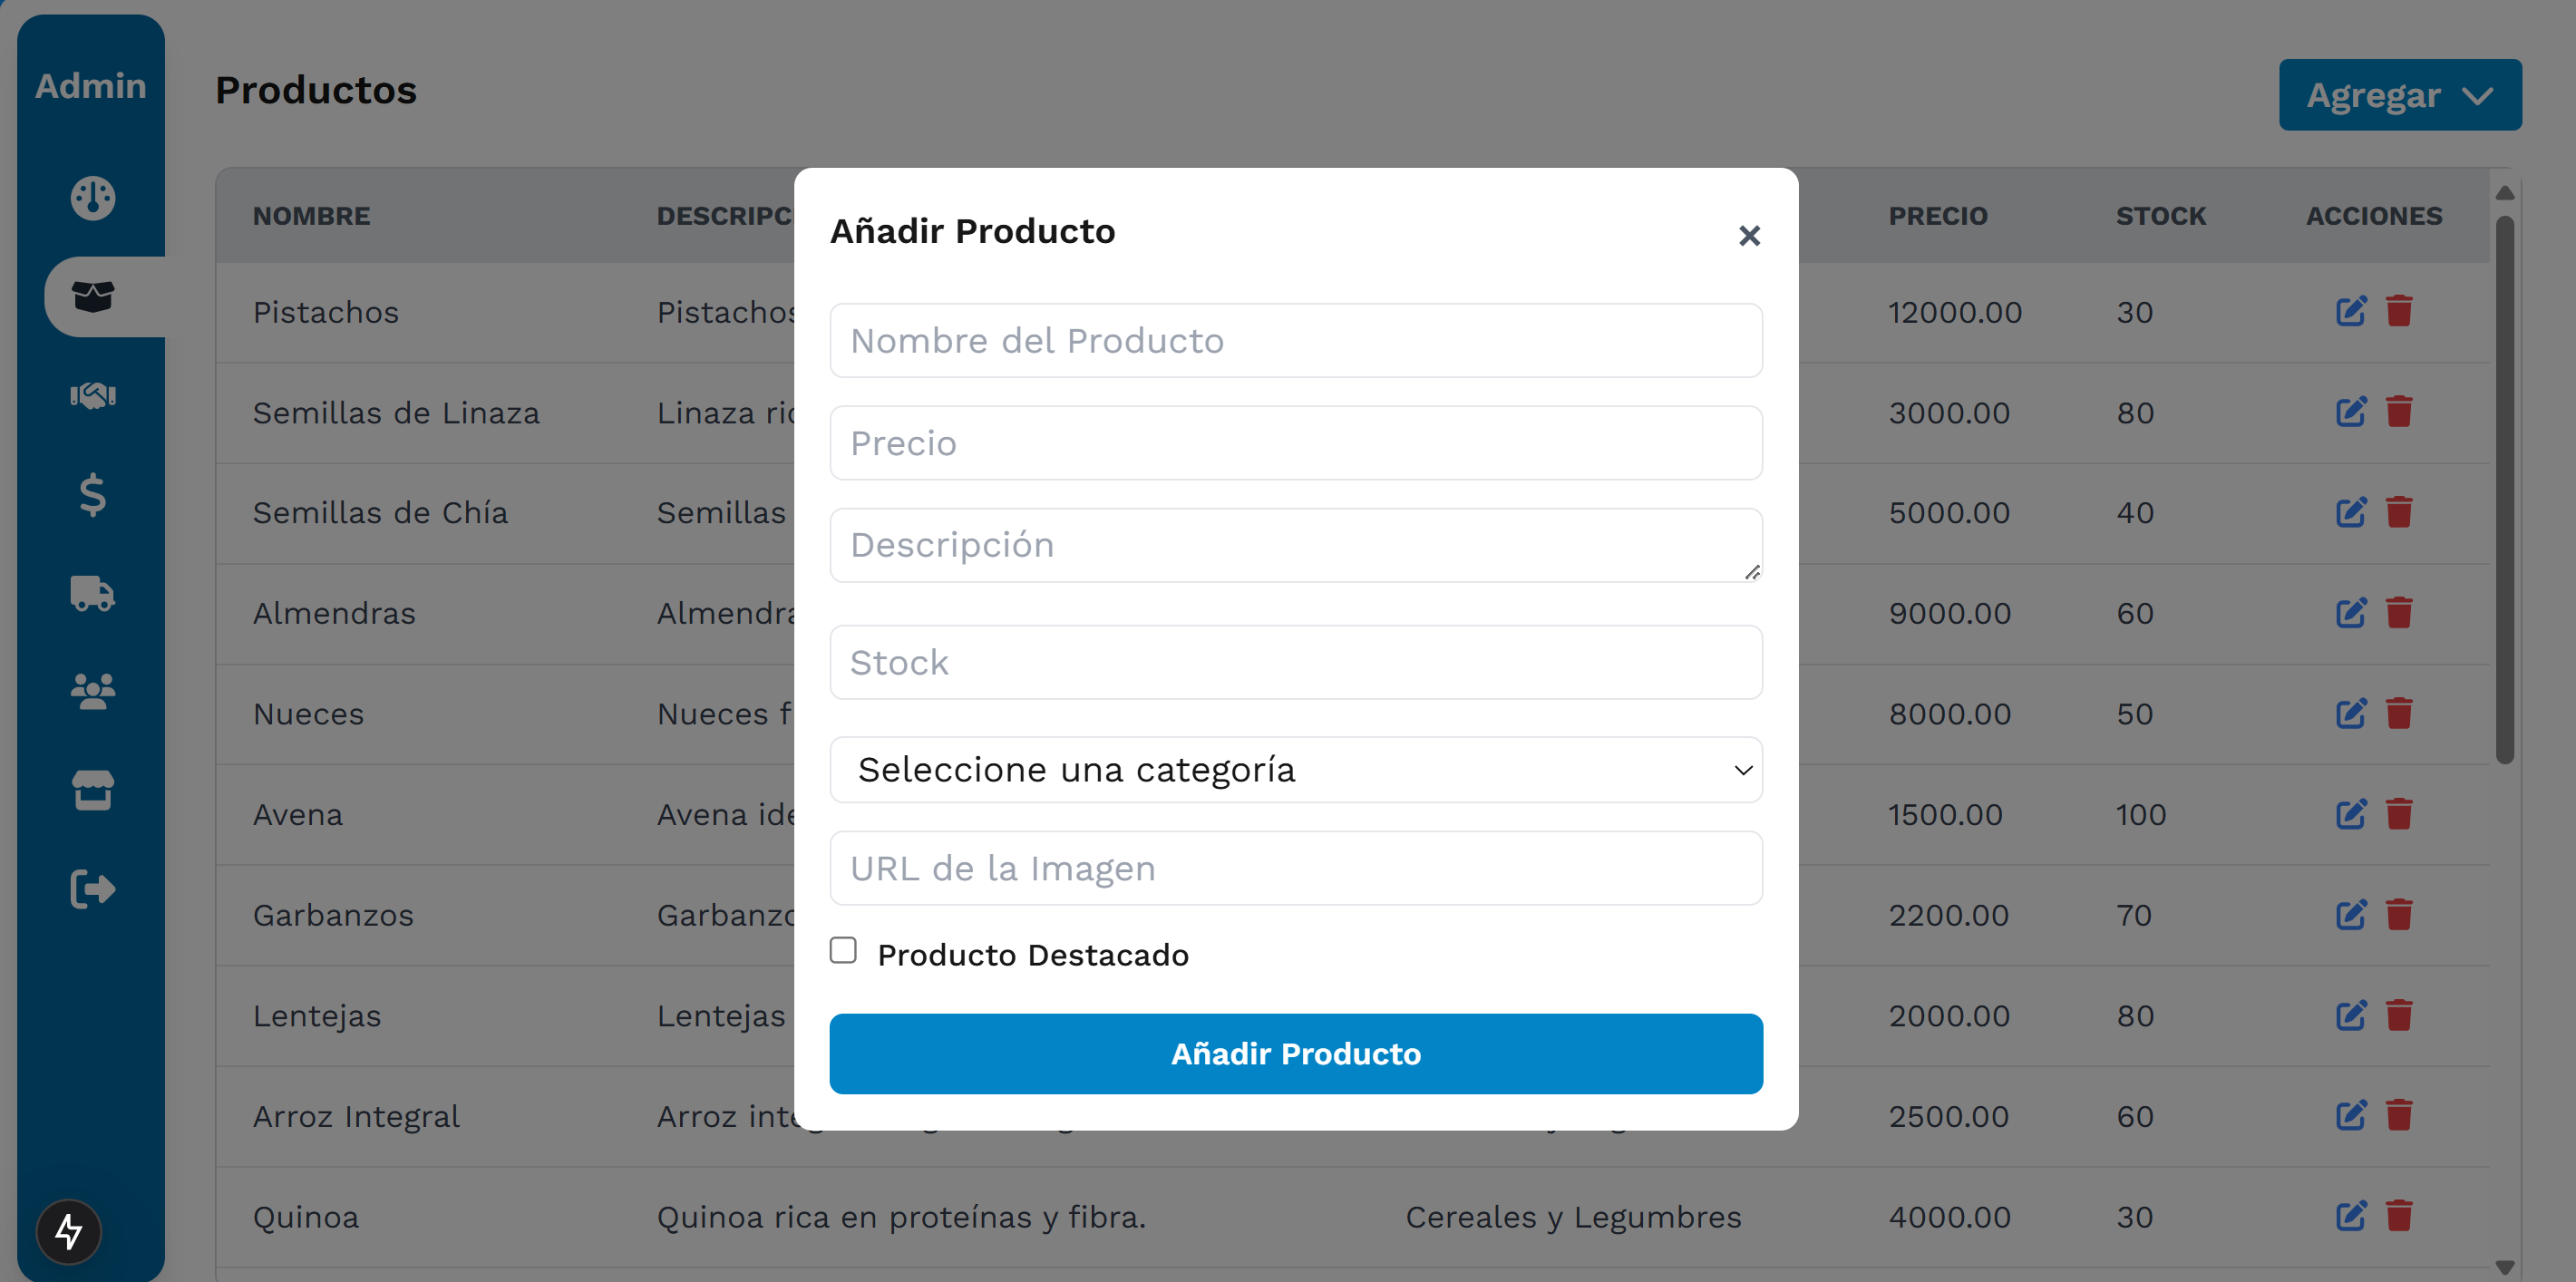 Admin
Productos
Agregar
NOMBRE DESCRIPC PRECIO STOCK ACCIONES
Añadir Producto
Nombre del Producto
Precio
Descripción
Stock
Seleccione una categoría
URL de la Imagen
Producto Destacado
Añadir Producto
Pistachos Pistachos 12000.00 30
Semillas de Linaza Linaza ric 3000.00 80
Semillas de Chía Semillas 5000.00 40
Almendras Almendra 9000.00 60
Nueces Nueces f 8000.00 50
Avena Avena ide 1500.00 100
Garbanzos Garbanzo 2200.00 70
Lentejas Lentejas 2000.00 80
Arroz Integral Arroz inte 2500.00 60
Quinoa Quinoa rica en proteínas y fibra. Cereales y Legumbres 4000.00 30